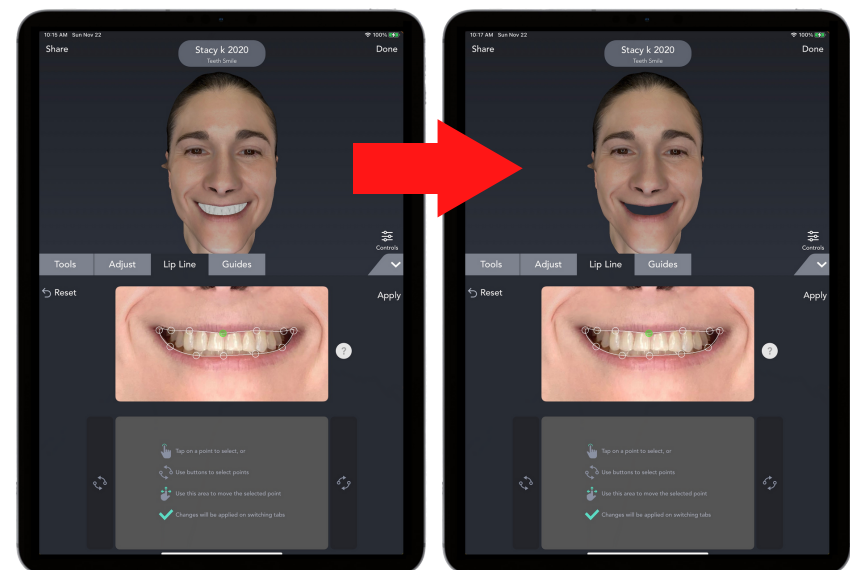 10:15 AM Sun Nov 22
100%
Share
Stacy k 2020
Teeth Smile
Done
Controls
Tools
Adjust
Lip Line
Guides
Reset
Apply
?
Tap on a point to select, or
Use buttons to select points
Use this area to move the selected point
Changes will be applied on switching tabs
10:17 AM Sun Nov 22
100%
Share
Stacy k 2020
Teeth Smile
Done
Controls
Tools
Adjust
Lip Line
Guides
Reset
Apply
?
Tap on a point to select, or
Use buttons to select points
Use this area to move the selected point
Changes will be applied on switching tabs